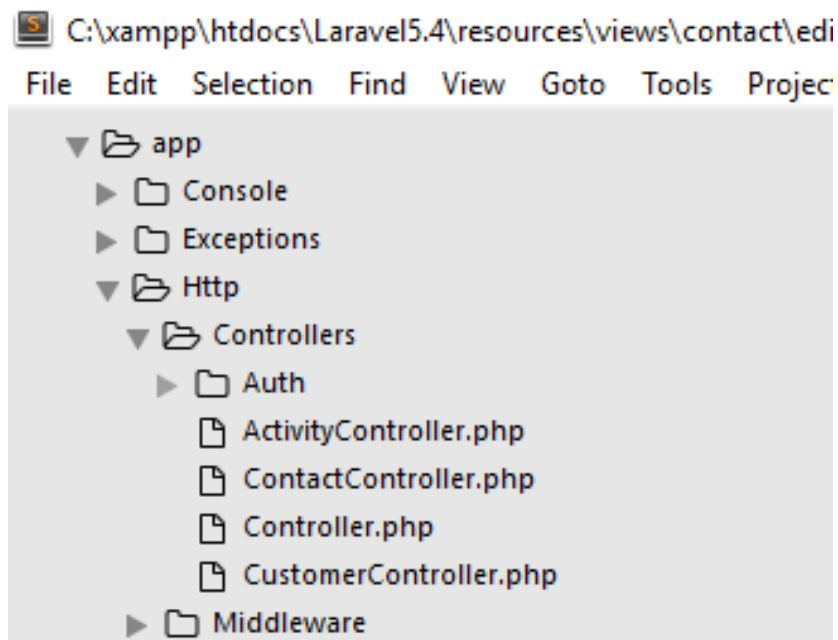 C:\xampp\htdocs\Laravel5.4\resources\views\contact\edi
File Edit Selection Find View Goto Tools Project
app
Console
Exceptions
Http
Controllers
Auth
ActivityController.php
ContactController.php
Controller.php
CustomerController.php
Middleware